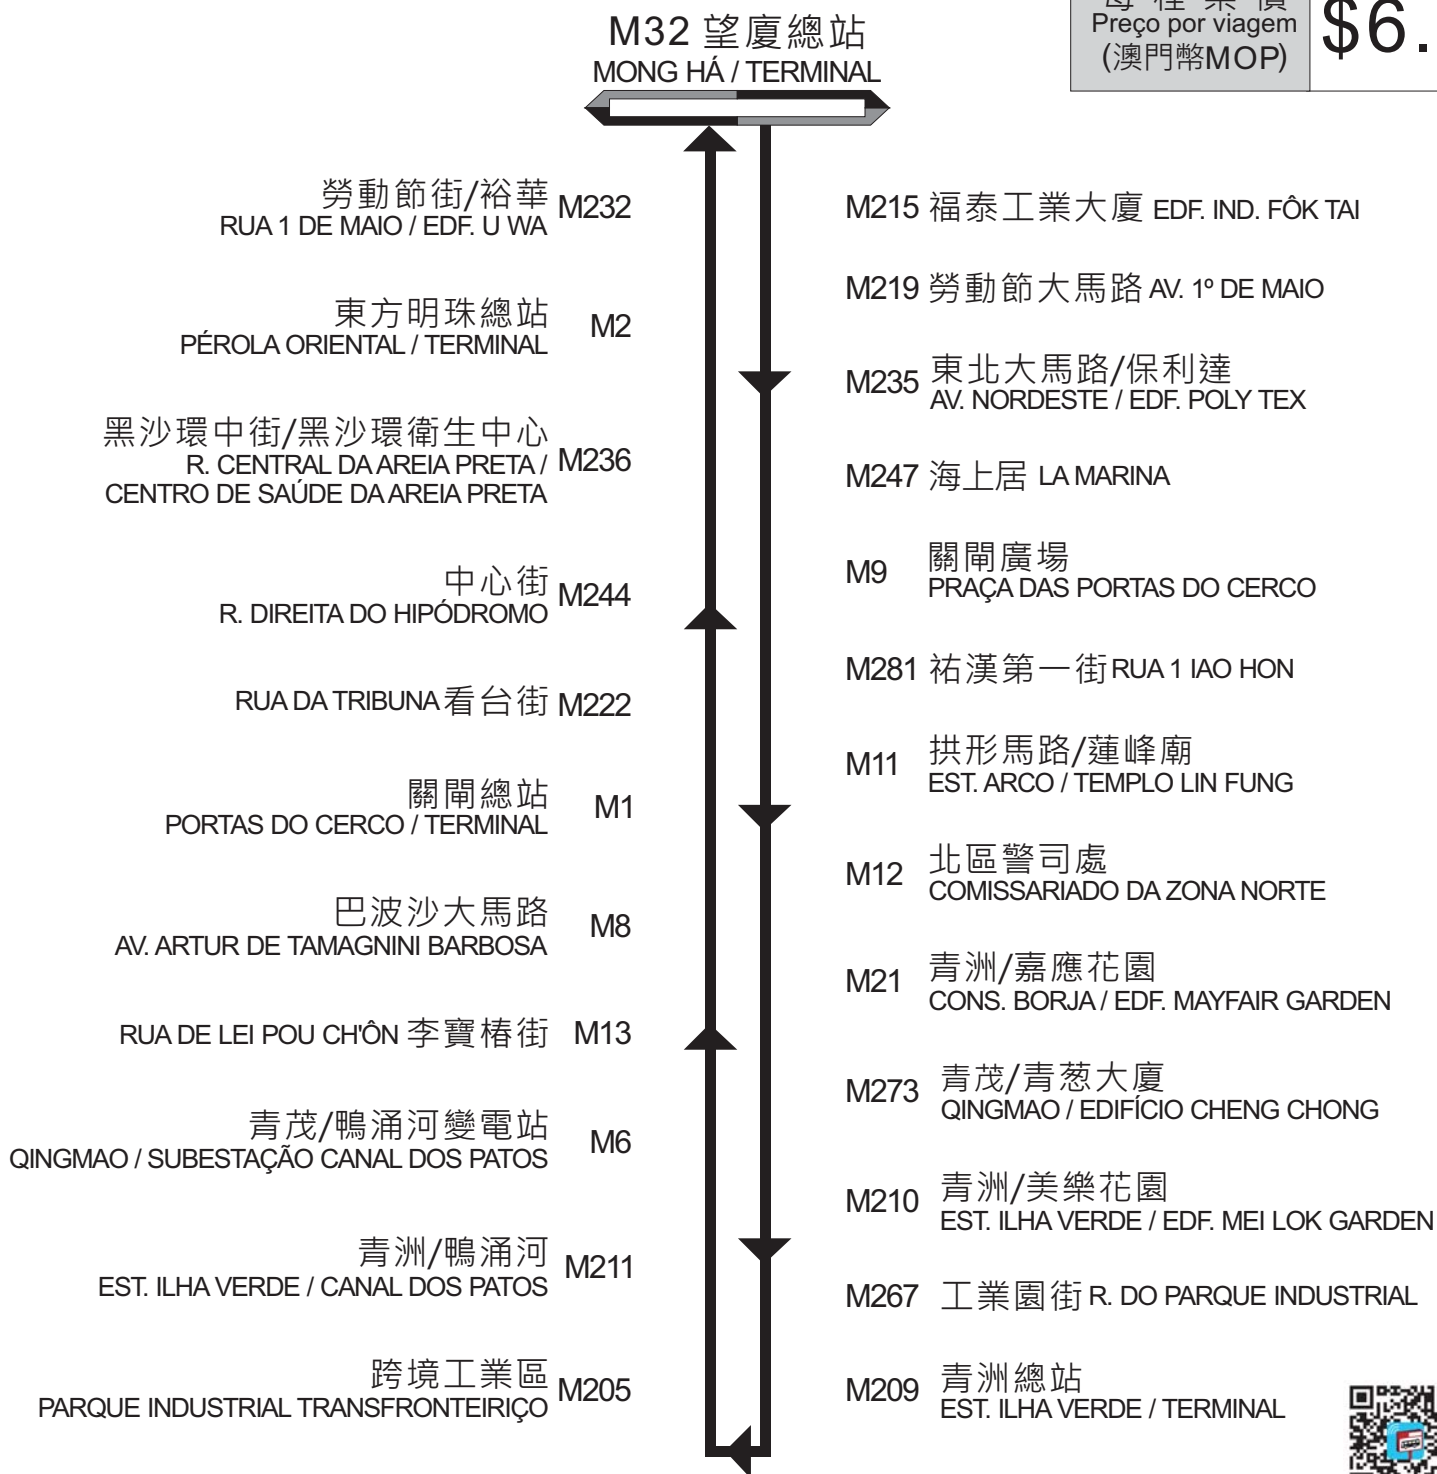 M32 望廈總站
MONG HÁ / TERMINAL
每 程 票 價
Preço por viagem
(澳門幣MOP)
$6.
勞動節街/裕華
RUA 1 DE MAIO / EDF. U WA
M232
東方明珠總站
PÉROLA ORIENTAL / TERMINAL
M2
黑沙環中街/黑沙環衛生中心
R. CENTRAL DA AREIA PRETA /
CENTRO DE SAÚDE DA AREIA PRETA
M236
中心街
R. DIREITA DO HIPÓDROMO
M244
RUA DA TRIBUNA 看台街 M222
關閘總站
PORTAS DO CERCO / TERMINAL
M1
巴波沙大馬路
AV. ARTUR DE TAMAGNINI BARBOSA
M8
RUA DE LEI POU CH'ÔN 李寶椿街 M13
青茂/鴨涌河變電站
QINGMAO / SUBESTAÇÃO CANAL DOS PATOS
M6
青洲/鴨涌河
EST. ILHA VERDE / CANAL DOS PATOS
M211
跨境工業區
PARQUE INDUSTRIAL TRANSFRONTEIRIÇO
M205
M215 福泰工業大廈 EDF. IND. FÔK TAI
M219 勞動節大馬路 AV. 1º DE MAIO
M235 東北大馬路/保利達
AV. NORDESTE / EDF. POLY TEX
M247 海上居 LA MARINA
M9 關閘廣場
PRAÇA DAS PORTAS DO CERCO
M281 祐漢第一街 RUA 1 IAO HON
M11 拱形馬路/蓮峰廟
EST. ARCO / TEMPLO LIN FUNG
M12 北區警司處
COMISSARIADO DA ZONA NORTE
M21 青洲/嘉應花園
CONS. BORJA / EDF. MAYFAIR GARDEN
M273 青茂/青葱大廈
QINGMAO / EDIFÍCIO CHENG CHONG
M210 青洲/美樂花園
EST. ILHA VERDE / EDF. MEI LOK GARDEN
M267 工業園街 R. DO PARQUE INDUSTRIAL
M209 青洲總站
EST. ILHA VERDE / TERMINAL